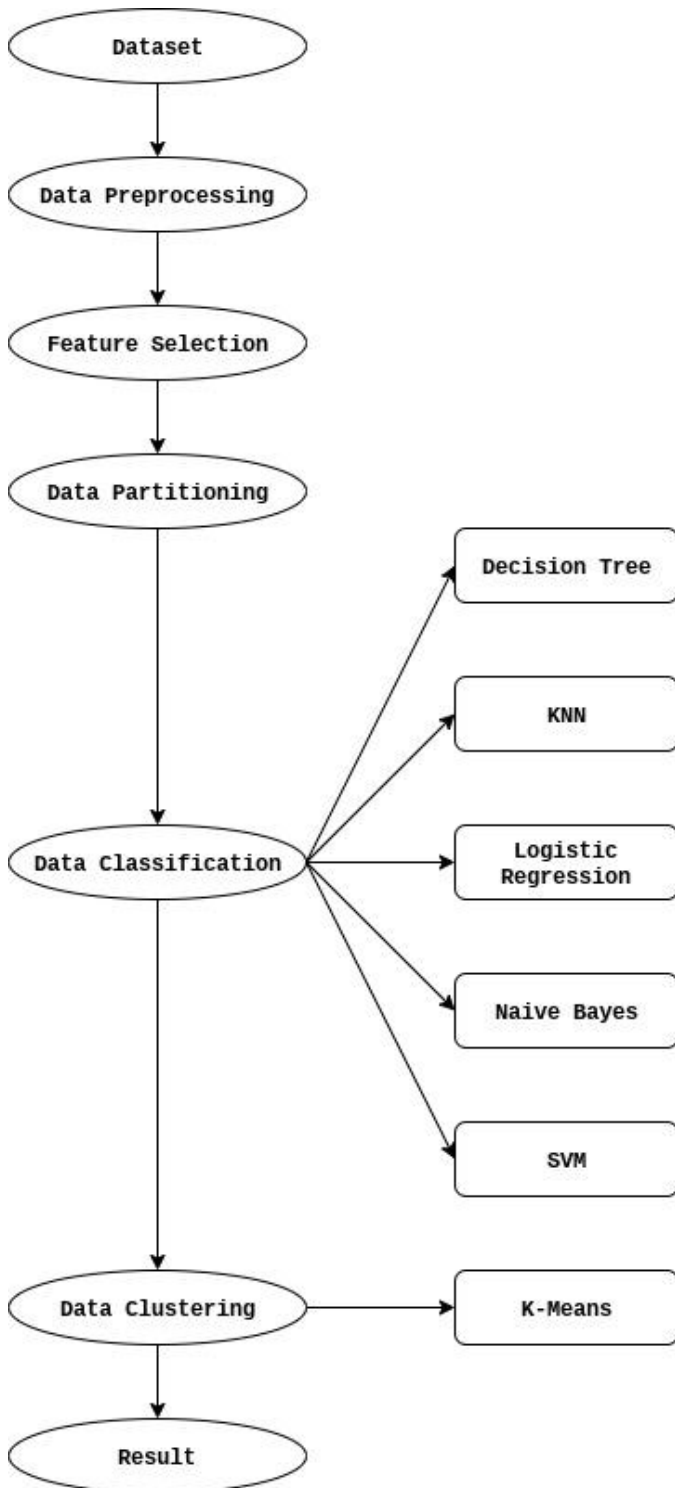 Dataset
Data Preprocessing
Feature Selection
Data Partitioning
Decision Tree
KNN
Data Classification
Logistic
Regression
Naive Bayes
SVM
Data Clustering
K-Means
Result